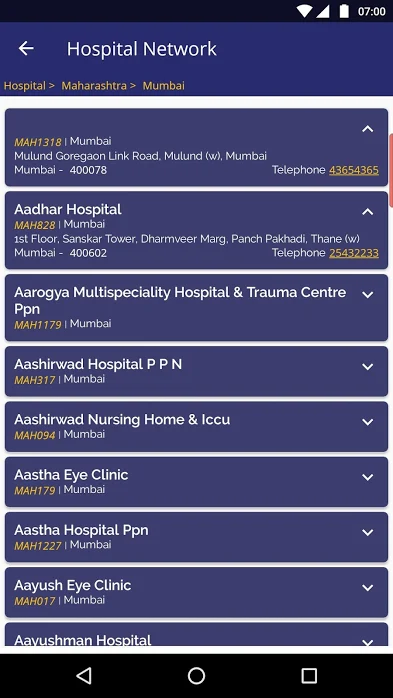 07:00
Hospital Network
Hospital > Maharashtra > Mumbai
MAH1318 | Mumbai
Mulund Goregaon Link Road, Mulund (w), Mumbai
Mumbai - 400078 Telephone 43654365
Aadhar Hospital
MAH828 | Mumbai
1st Floor, Sanskar Tower, Dharmveer Marg, Panch Pakhadi, Thane (w)
Mumbai - 400602 Telephone 25432233
Aarogya Multispeciality Hospital & Trauma Centre
Ppn
MAH1179 | Mumbai
Aashirwad Hospital P P N
MAH317 | Mumbai
Aashirwad Nursing Home & Iccu
MAH094 | Mumbai
Aastha Eye Clinic
MAH179 | Mumbai
Aastha Hospital Ppn
MAH1227 | Mumbai
Aayush Eye Clinic
MAH017 | Mumbai
Aayushman Hospital